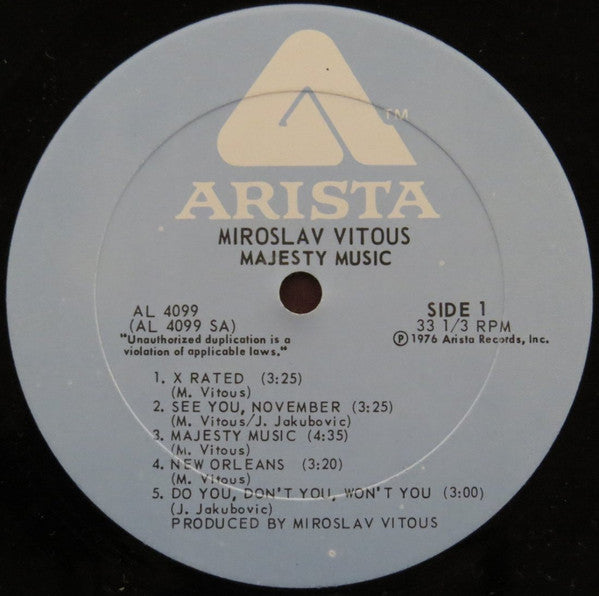 TM
ARISTA
MIROSLAV VITOUS
MAJESTY MUSIC
AL 4099
(AL 4099 SA)
"Unauthorized duplication is a
violation of applicable laws."
SIDE 1
33 1/3 RPM
Ⓟ 1976 Arista Records, Inc.
1. X RATED (3:25)
(M. Vitous)
2. SEE YOU, NOVEMBER (3:25)
(M. Vitous/J. Jakubovic)
3. MAJESTY MUSIC (4:35)
(M. Vitous)
4. NEW ORLEANS (3:20)
(M. Vitous)
5. DO YOU, DON'T YOU, WON'T YOU (3:00)
(J. Jakubovic)
PRODUCED BY MIROSLAV VITOUS